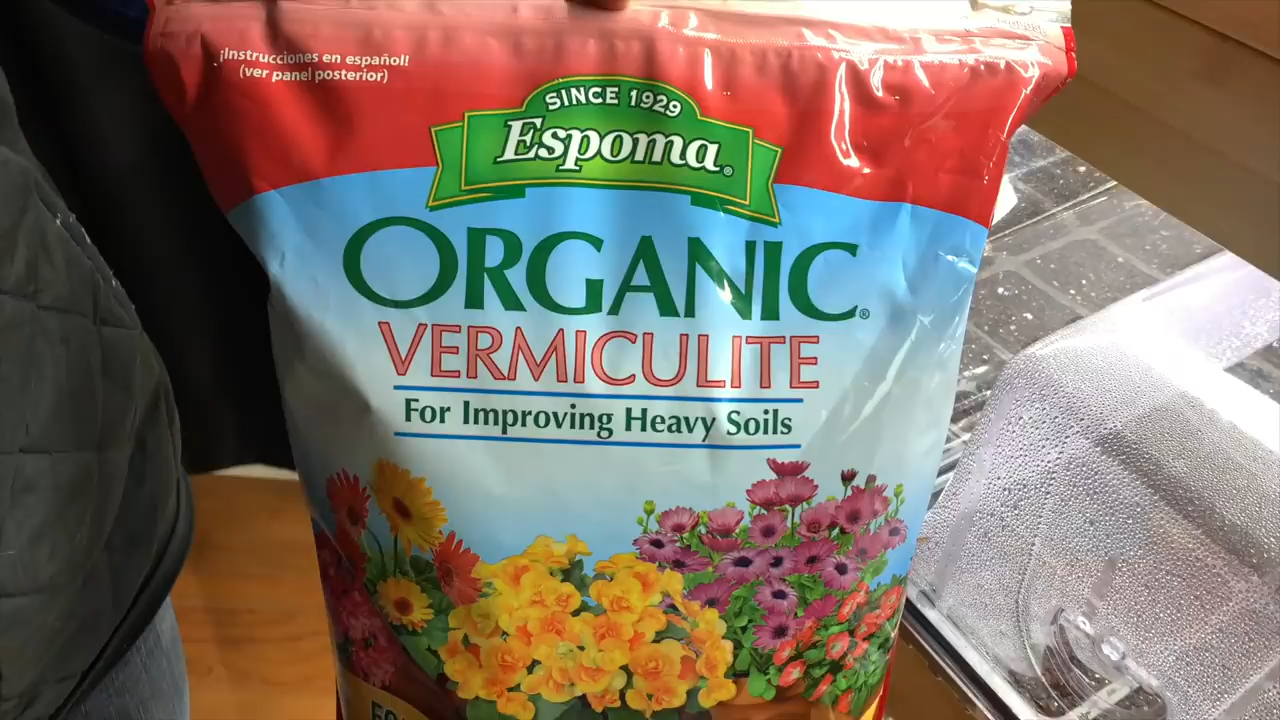 ¡Instrucciones en español!
(ver panel posterior)
SINCE 1929
Espoma®
ORGANIC®
VERMICULITE
For Improving Heavy Soils